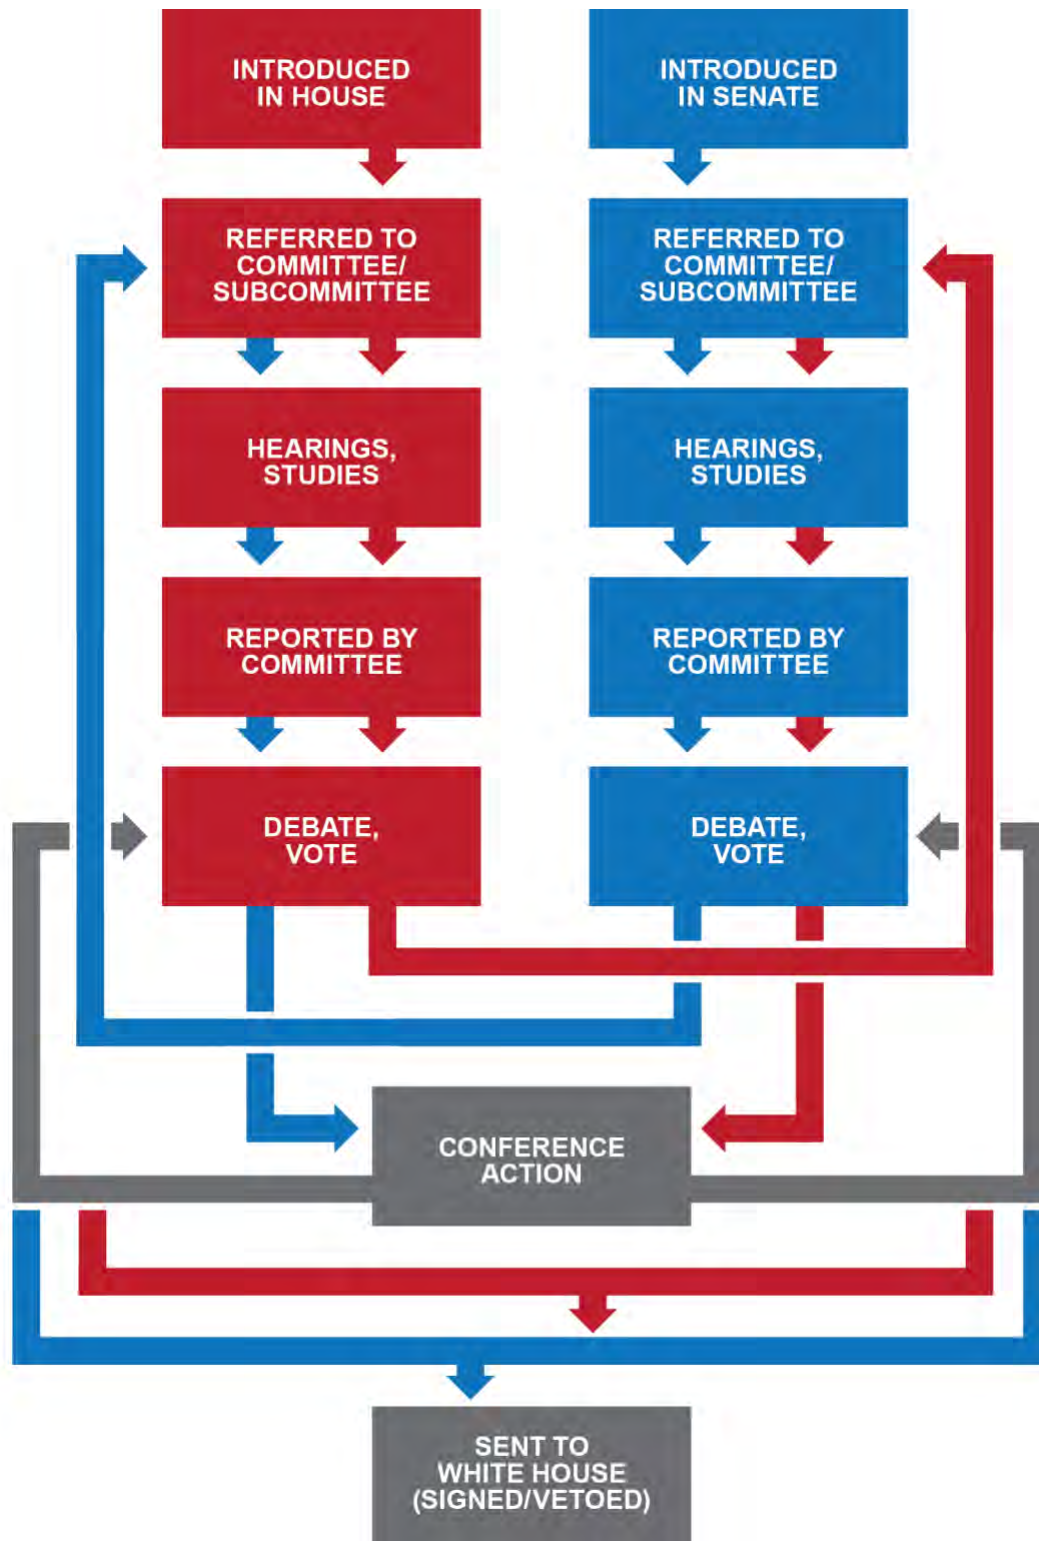 INTRODUCED
IN HOUSE
INTRODUCED
IN SENATE
REFERRED TO
COMMITTEE/
SUBCOMMITTEE
REFERRED TO
COMMITTEE/
SUBCOMMITTEE
HEARINGS,
STUDIES
HEARINGS,
STUDIES
REPORTED BY
COMMITTEE
REPORTED BY
COMMITTEE
DEBATE,
VOTE
DEBATE,
VOTE
CONFERENCE
ACTION
SENT TO
WHITE HOUSE
(SIGNED/VETOED)